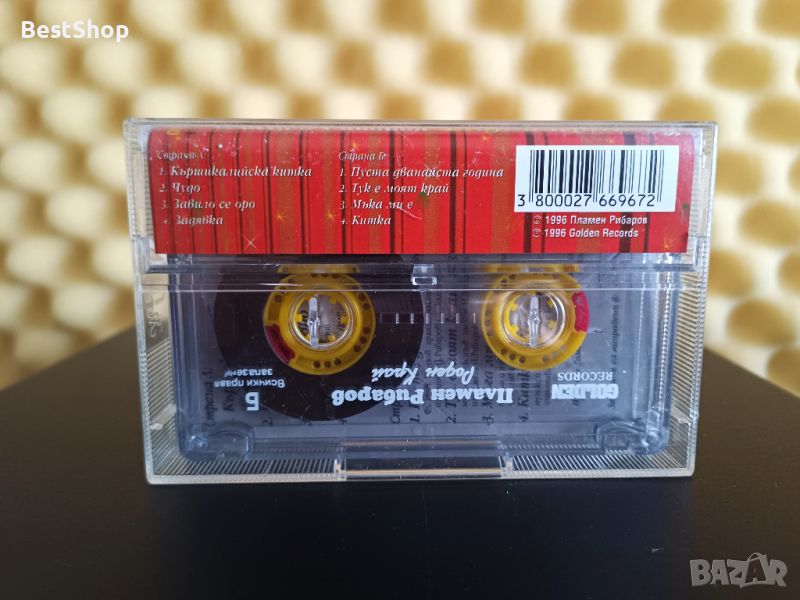 BestShop
Страна А
1. Кършикалийска китка
2. Чудо
3. Завило се оро
4. Задявка
Страна Б
1. Пуста дванайста година
2. Тук е моят край
3. Мъка ми е
4. Китка
3 800027 669672
© 1996 Пламен Рибаров
℗ 1996 Golden Records
GOLDEN
RECORDS
Пламен Рибаров
Роден Край
Б
Всички права
запазени
BAZAR